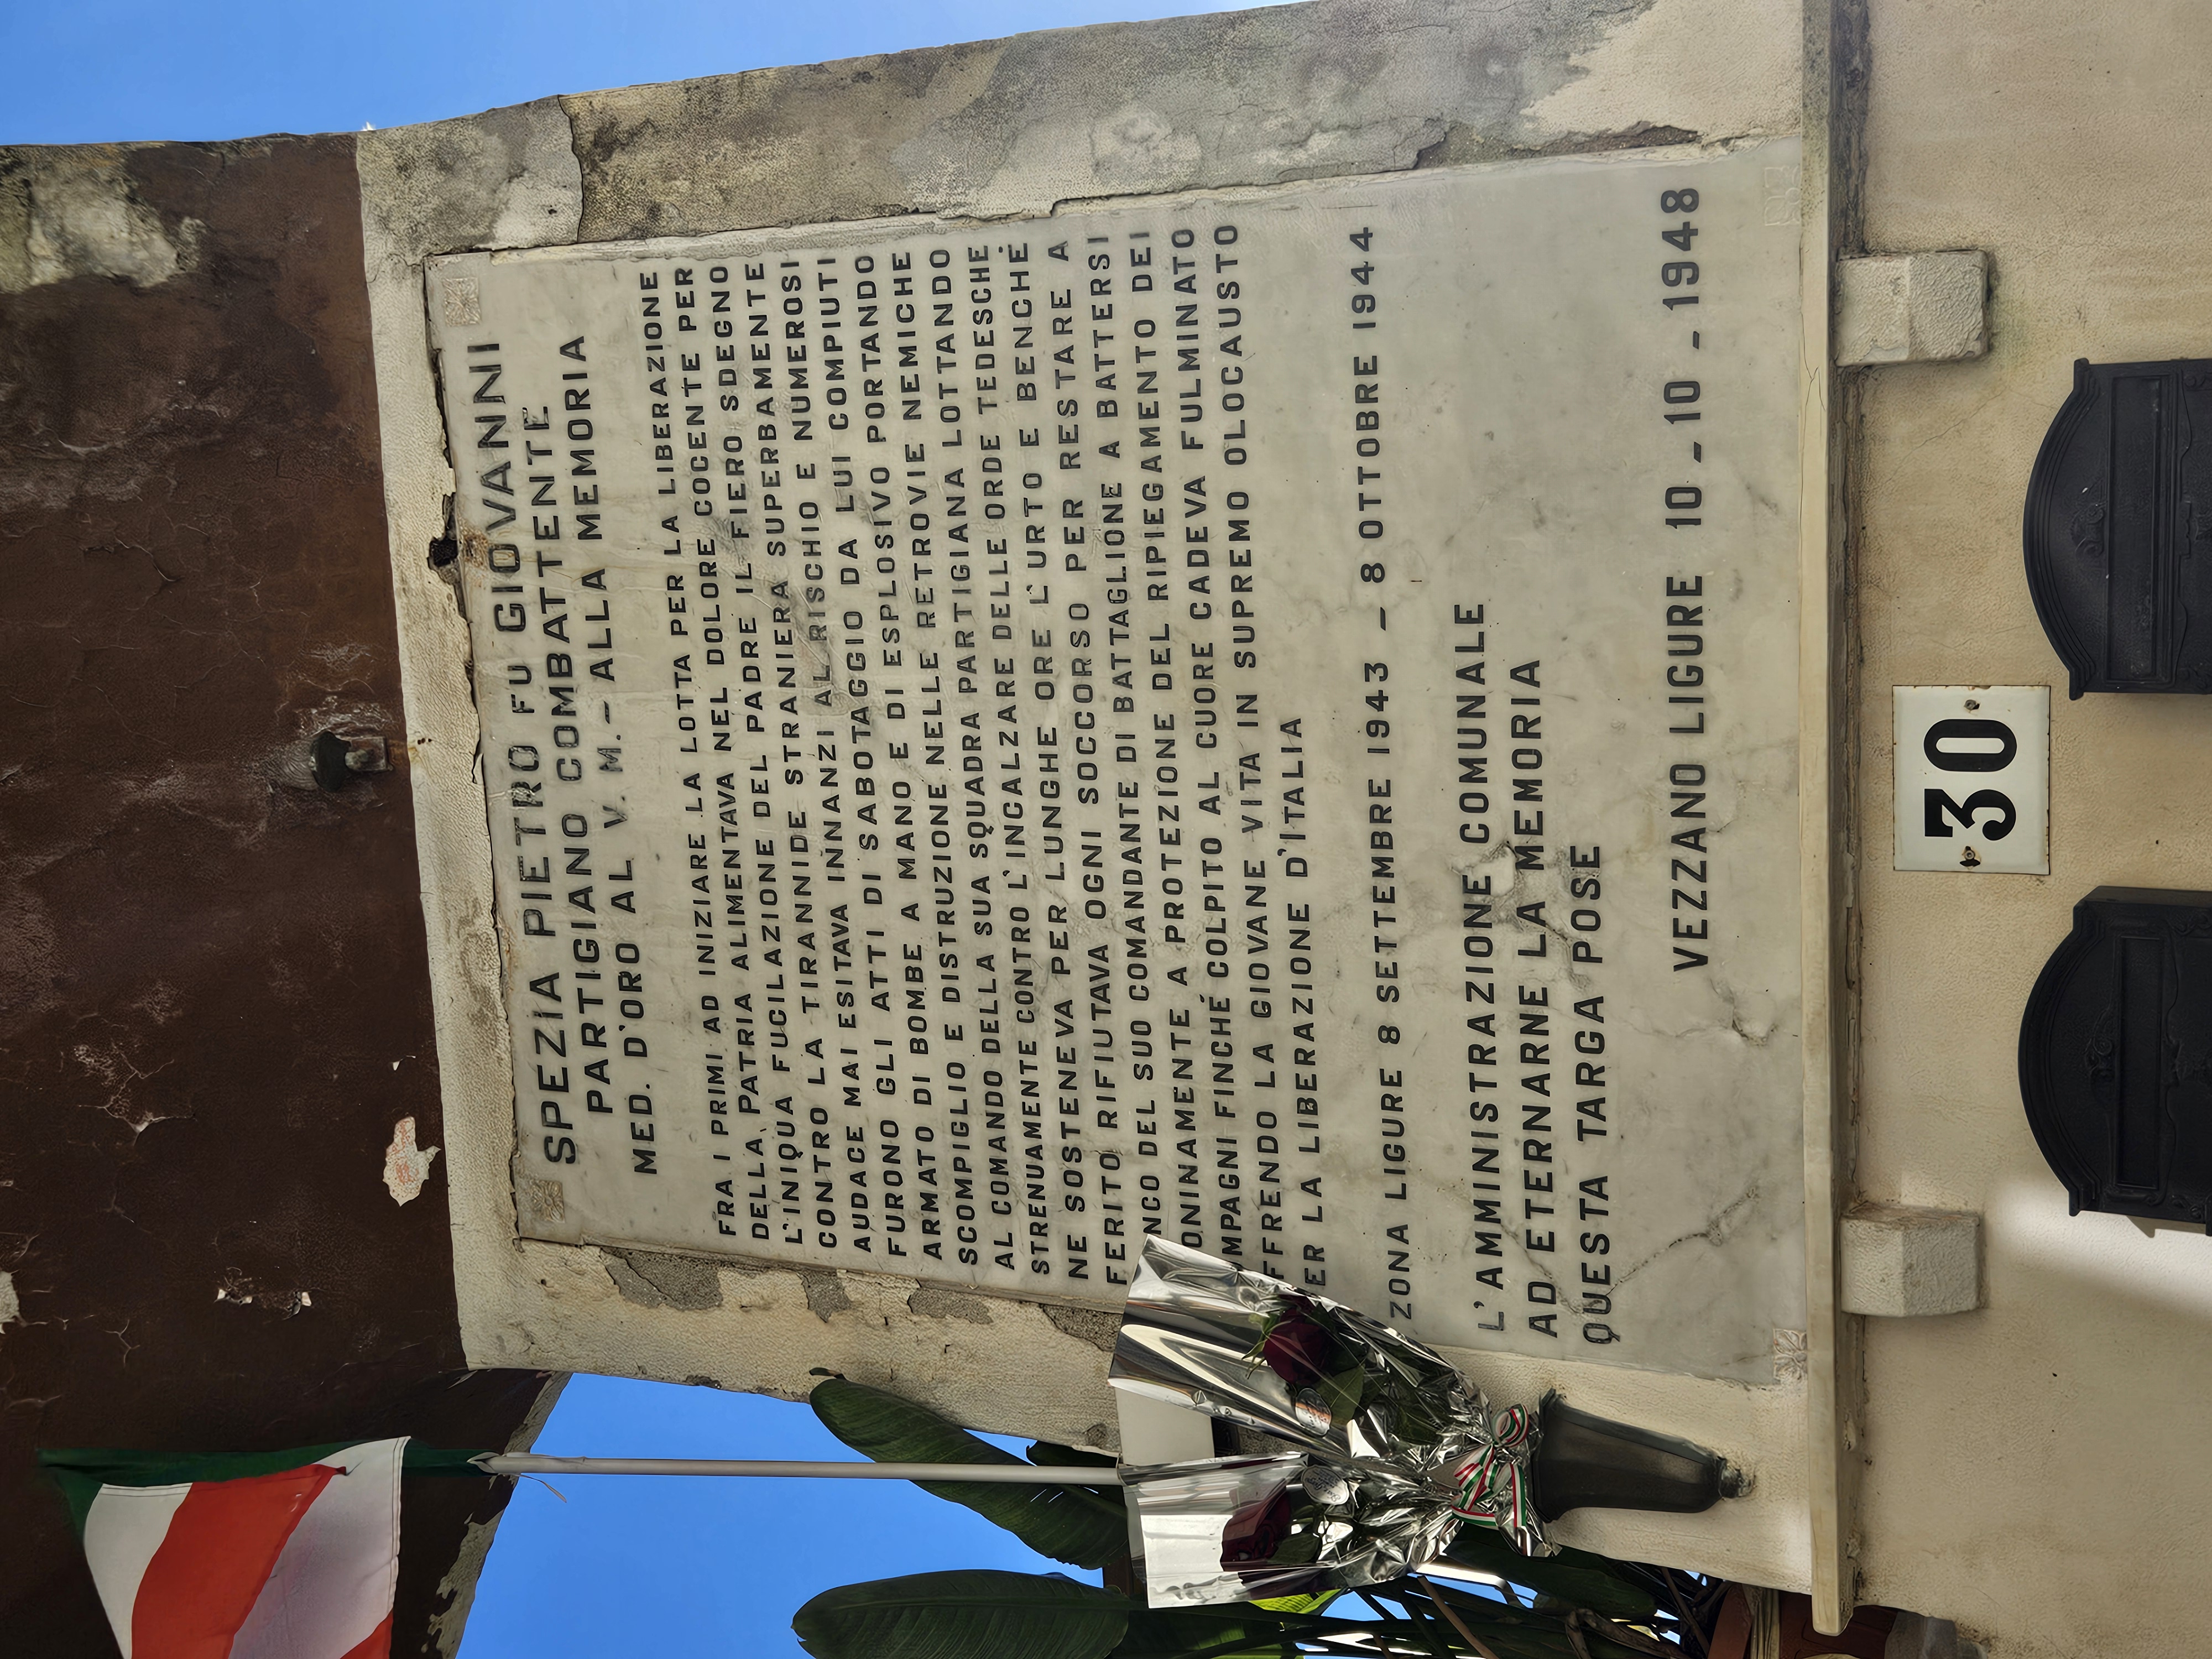 SPEZIA PIETRO FU GIOVANNI
PARTIGIANO COMBATTENTE
MED. D'ORO AL V. M. – ALLA MEMORIA
FRA I PRIMI AD INIZIARE LA LOTTA PER LA LIBERAZIONE
DELLA PATRIA ALIMENTAVA NEL DOLORE COCENTE PER
L'INIQUA FUCILAZIONE DEL PADRE IL FIERO SDEGNO
CONTRO LA TIRANNIDE STRANIERA SUPERBAMENTE
AUDACE MAI ESITAVA INNANZI AL RISCHIO E NUMEROSI
FURONO GLI ATTI DI SABOTAGGIO DA LUI COMPIUTI
ARMATO DI BOMBE A MANO E DI ESPLOSIVO PORTANDO
SCOMPIGLIO E DISTRUZIONE NELLE RETROVIE NEMICHE
AL COMANDO DELLA SUA SQUADRA PARTIGIANA LOTTANDO
STRENUAMENTE CONTRO L'INCALZARE DELLE ORDE TEDESCHE
NE SOSTENEVA PER LUNGHE ORE L'URTO E BENCHÉ
FERITO RIFIUTAVA OGNI SOCCORSO PER RESTARE A
NCO DEL SUO COMANDANTE DI BATTAGLIONE A BATTERSI
ONINAMENTE A PROTEZIONE DEL RIPIEGAMENTO DEI
MPAGNI FINCHÉ COLPITO AL CUORE CADEVA FULMINATO
FFRENDO LA GIOVANE VITA IN SUPREMO OLOCAUSTO
ER LA LIBERAZIONE D'ITALIA
ZONA LIGURE 8 SETTEMBRE 1943 – 8 OTTOBRE 1944
L'AMMINISTRAZIONE COMUNALE
AD ETERNARNE LA MEMORIA
QUESTA TARGA POSE
VEZZANO LIGURE 10 – 10 – 1948
30